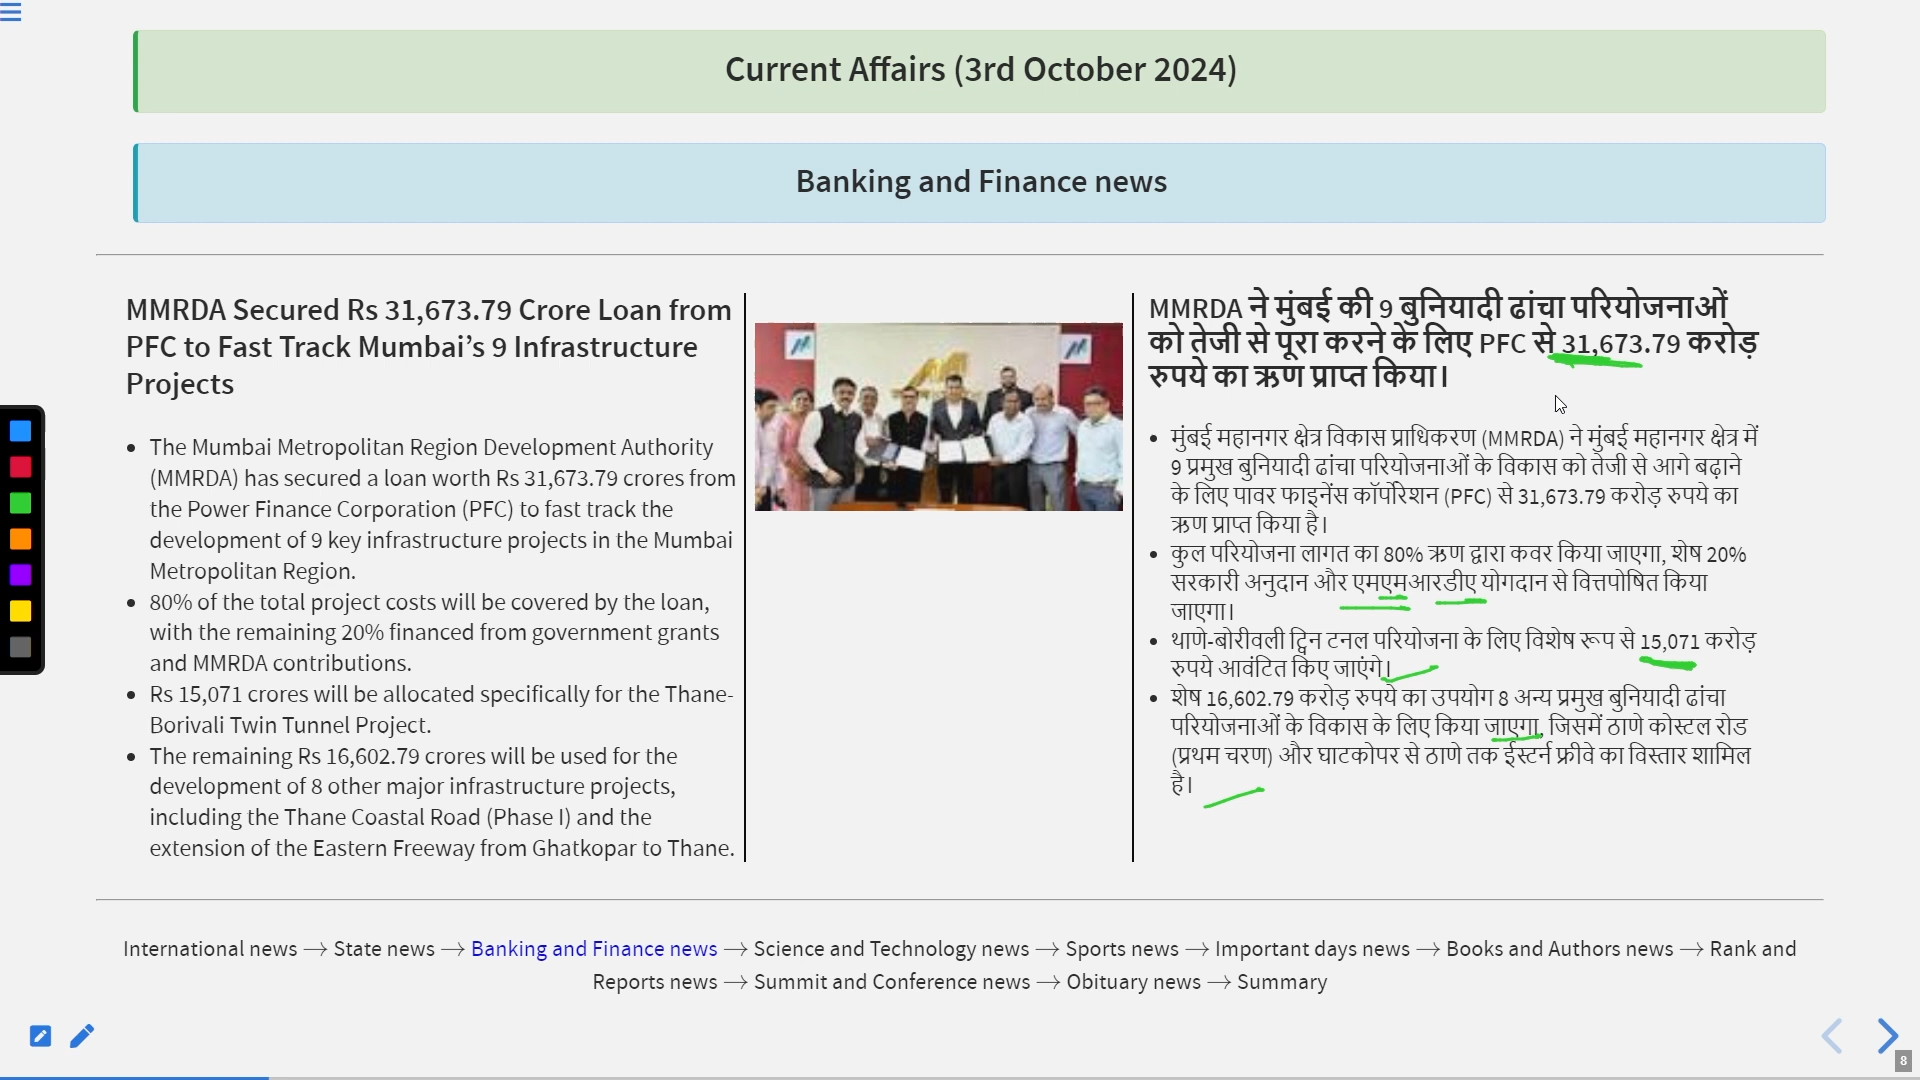 Current Affairs (3rd October 2024)
Banking and Finance news
MMRDA Secured Rs 31,673.79 Crore Loan from
PFC to Fast Track Mumbai’s 9 Infrastructure
Projects
The Mumbai Metropolitan Region Development Authority
(MMRDA) has secured a loan worth Rs 31,673.79 crores from
the Power Finance Corporation (PFC) to fast track the
development of 9 key infrastructure projects in the Mumbai
Metropolitan Region.
80% of the total project costs will be covered by the loan,
with the remaining 20% financed from government grants
and MMRDA contributions.
Rs 15,071 crores will be allocated specifically for the Thane-
Borivali Twin Tunnel Project.
The remaining Rs 16,602.79 crores will be used for the
development of 8 other major infrastructure projects,
including the Thane Coastal Road (Phase I) and the
extension of the Eastern Freeway from Ghatkopar to Thane.
MMRDA ने मुंबई की 9 बुनियादी ढांचा परियोजनाओं
को तेजी से पूरा करने के लिए PFC से 31,673.79 करोड़
रुपये का ऋण प्राप्त किया।
मुंबई महानगर क्षेत्र विकास प्राधिकरण (MMRDA) ने मुंबई महानगर क्षेत्र में
9 प्रमुख बुनियादी ढांचा परियोजनाओं के विकास को तेजी से आगे बढ़ाने
के लिए पावर फाइनेंस कॉर्पोरेशन (PFC) से 31,673.79 करोड़ रुपये का
ऋण प्राप्त किया है।
कुल परियोजना लागत का 80% ऋण द्वारा कवर किया जाएगा, शेष 20%
सरकारी अनुदान और एमएमआरडीए योगदान से वित्तपोषित किया
जाएगा।
थाणे-बोरीवली ट्विन टनल परियोजना के लिए विशेष रूप से 15,071 करोड़
रुपये आवंटित किए जाएंगे।
शेष 16,602.79 करोड़ रुपये का उपयोग 8 अन्य प्रमुख बुनियादी ढांचा
परियोजनाओं के विकास के लिए किया जाएगा, जिसमें ठाणे कोस्टल रोड
(प्रथम चरण) और घाटकोपर से ठाणे तक ईस्टर्न फ्रीवे का विस्तार शामिल
है।
International news → State news → Banking and Finance news → Science and Technology news → Sports news → Important days news → Books and Authors news → Rank and
Reports news → Summit and Conference news → Obituary news → Summary
8